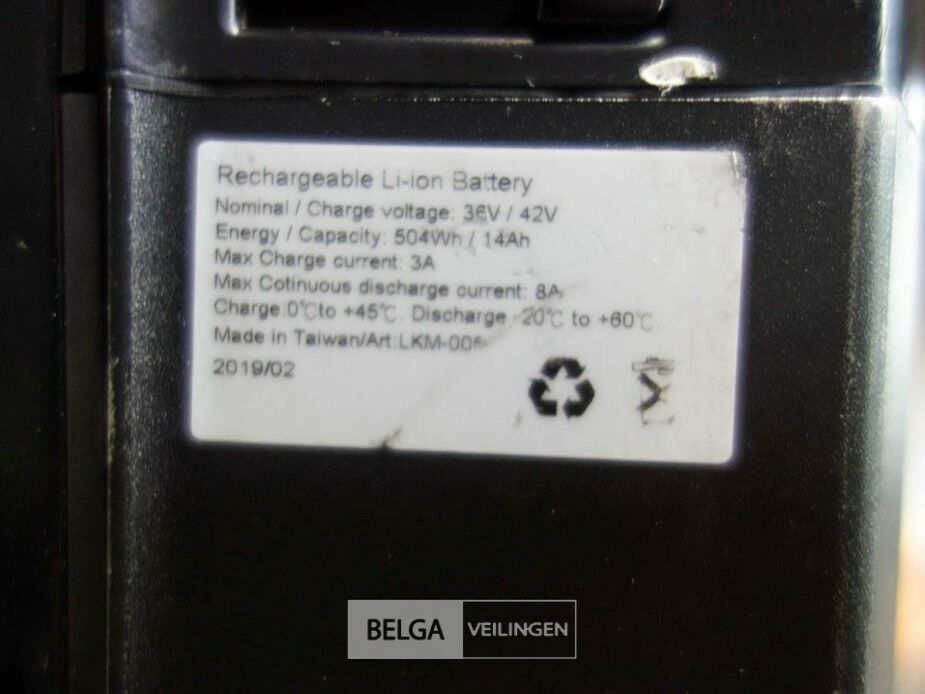 Rechargeable Li-ion Battery
Nominal / Charge voltage: 36V / 42V
Energy / Capacity: 504Wh / 14Ah
Max Charge current: 3A
Max Cotinuous discharge current: 8A
Charge:0℃to +45℃. Discharge -20℃ to +60℃.
Made in Taiwan/Art:
2019/02
BELGA VEILINGEN